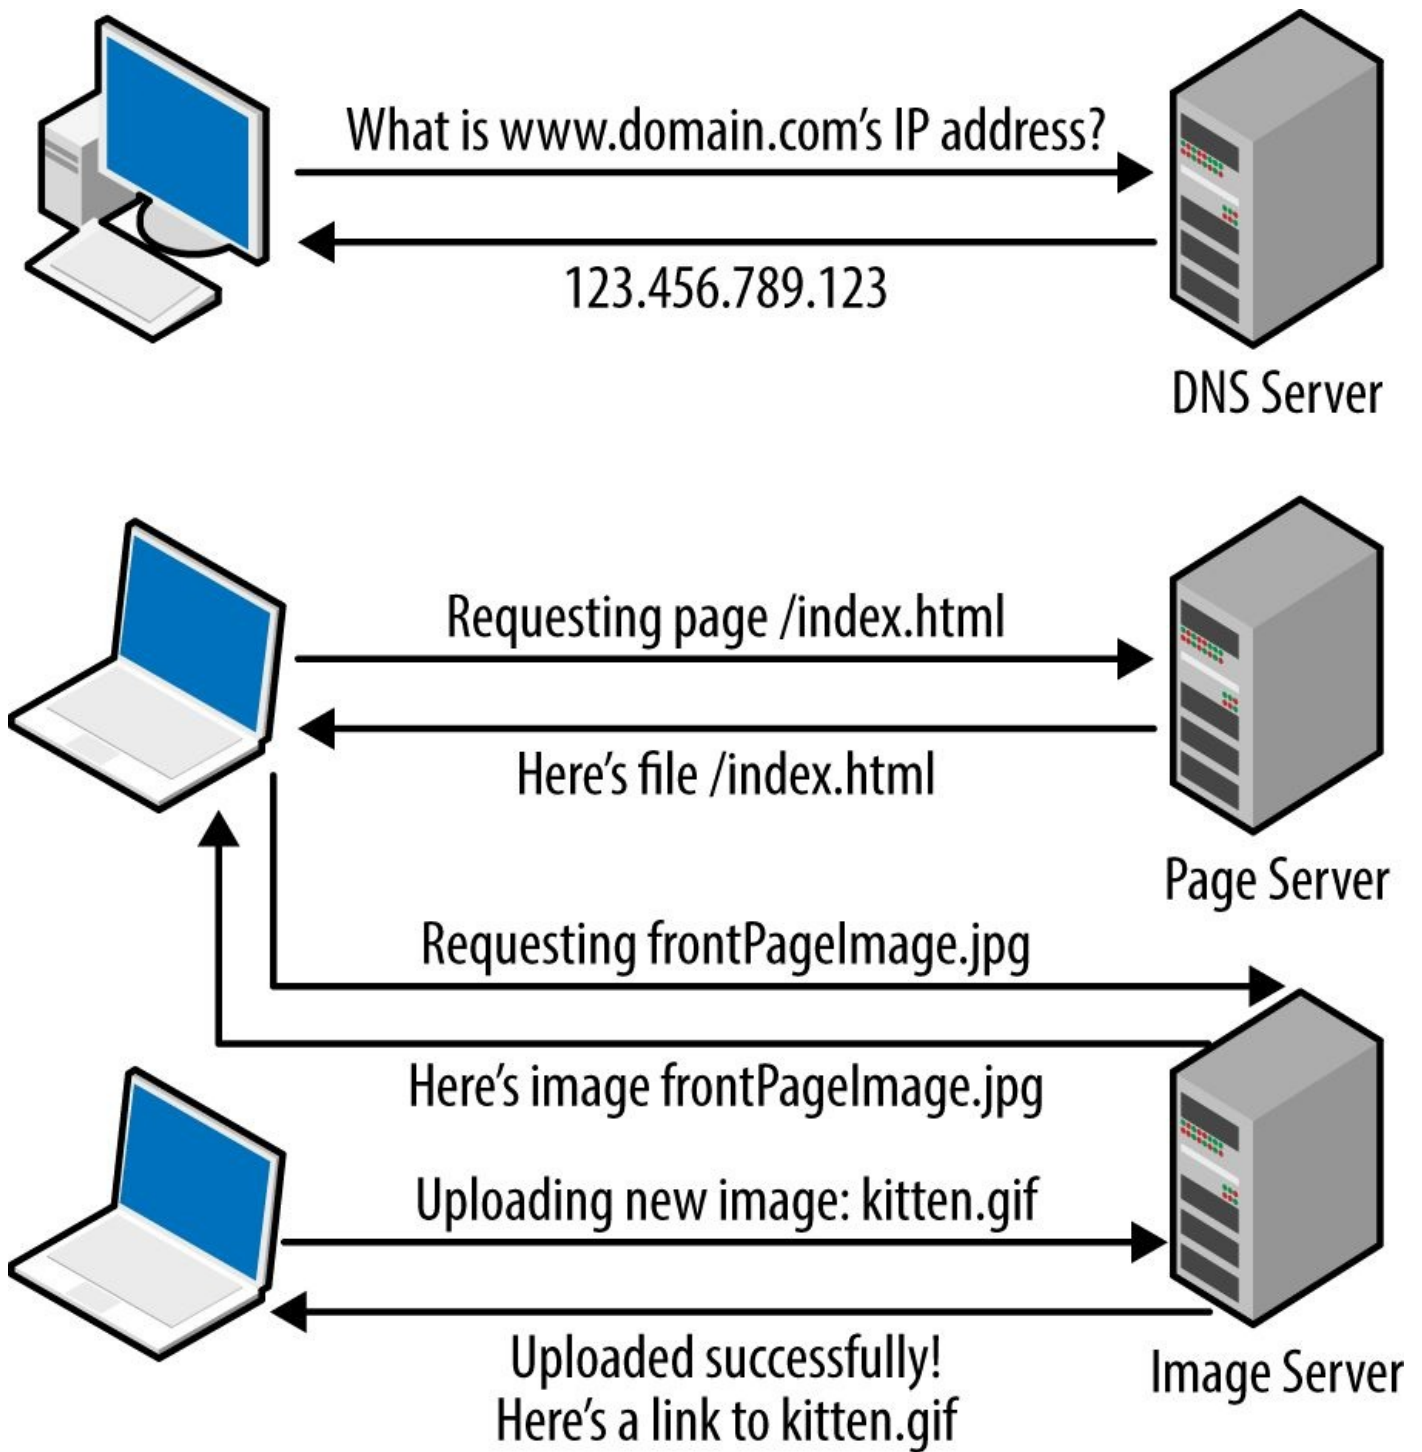 What is www.domain.com’s IP address?
123.456.789.123
DNS Server
Requesting page /index.html
Here’s file /index.html
Page Server
Requesting frontPageImage.jpg
Here’s image frontPageImage.jpg
Uploading new image: kitten.gif
Uploaded successfully!
Here’s a link to kitten.gif
Image Server